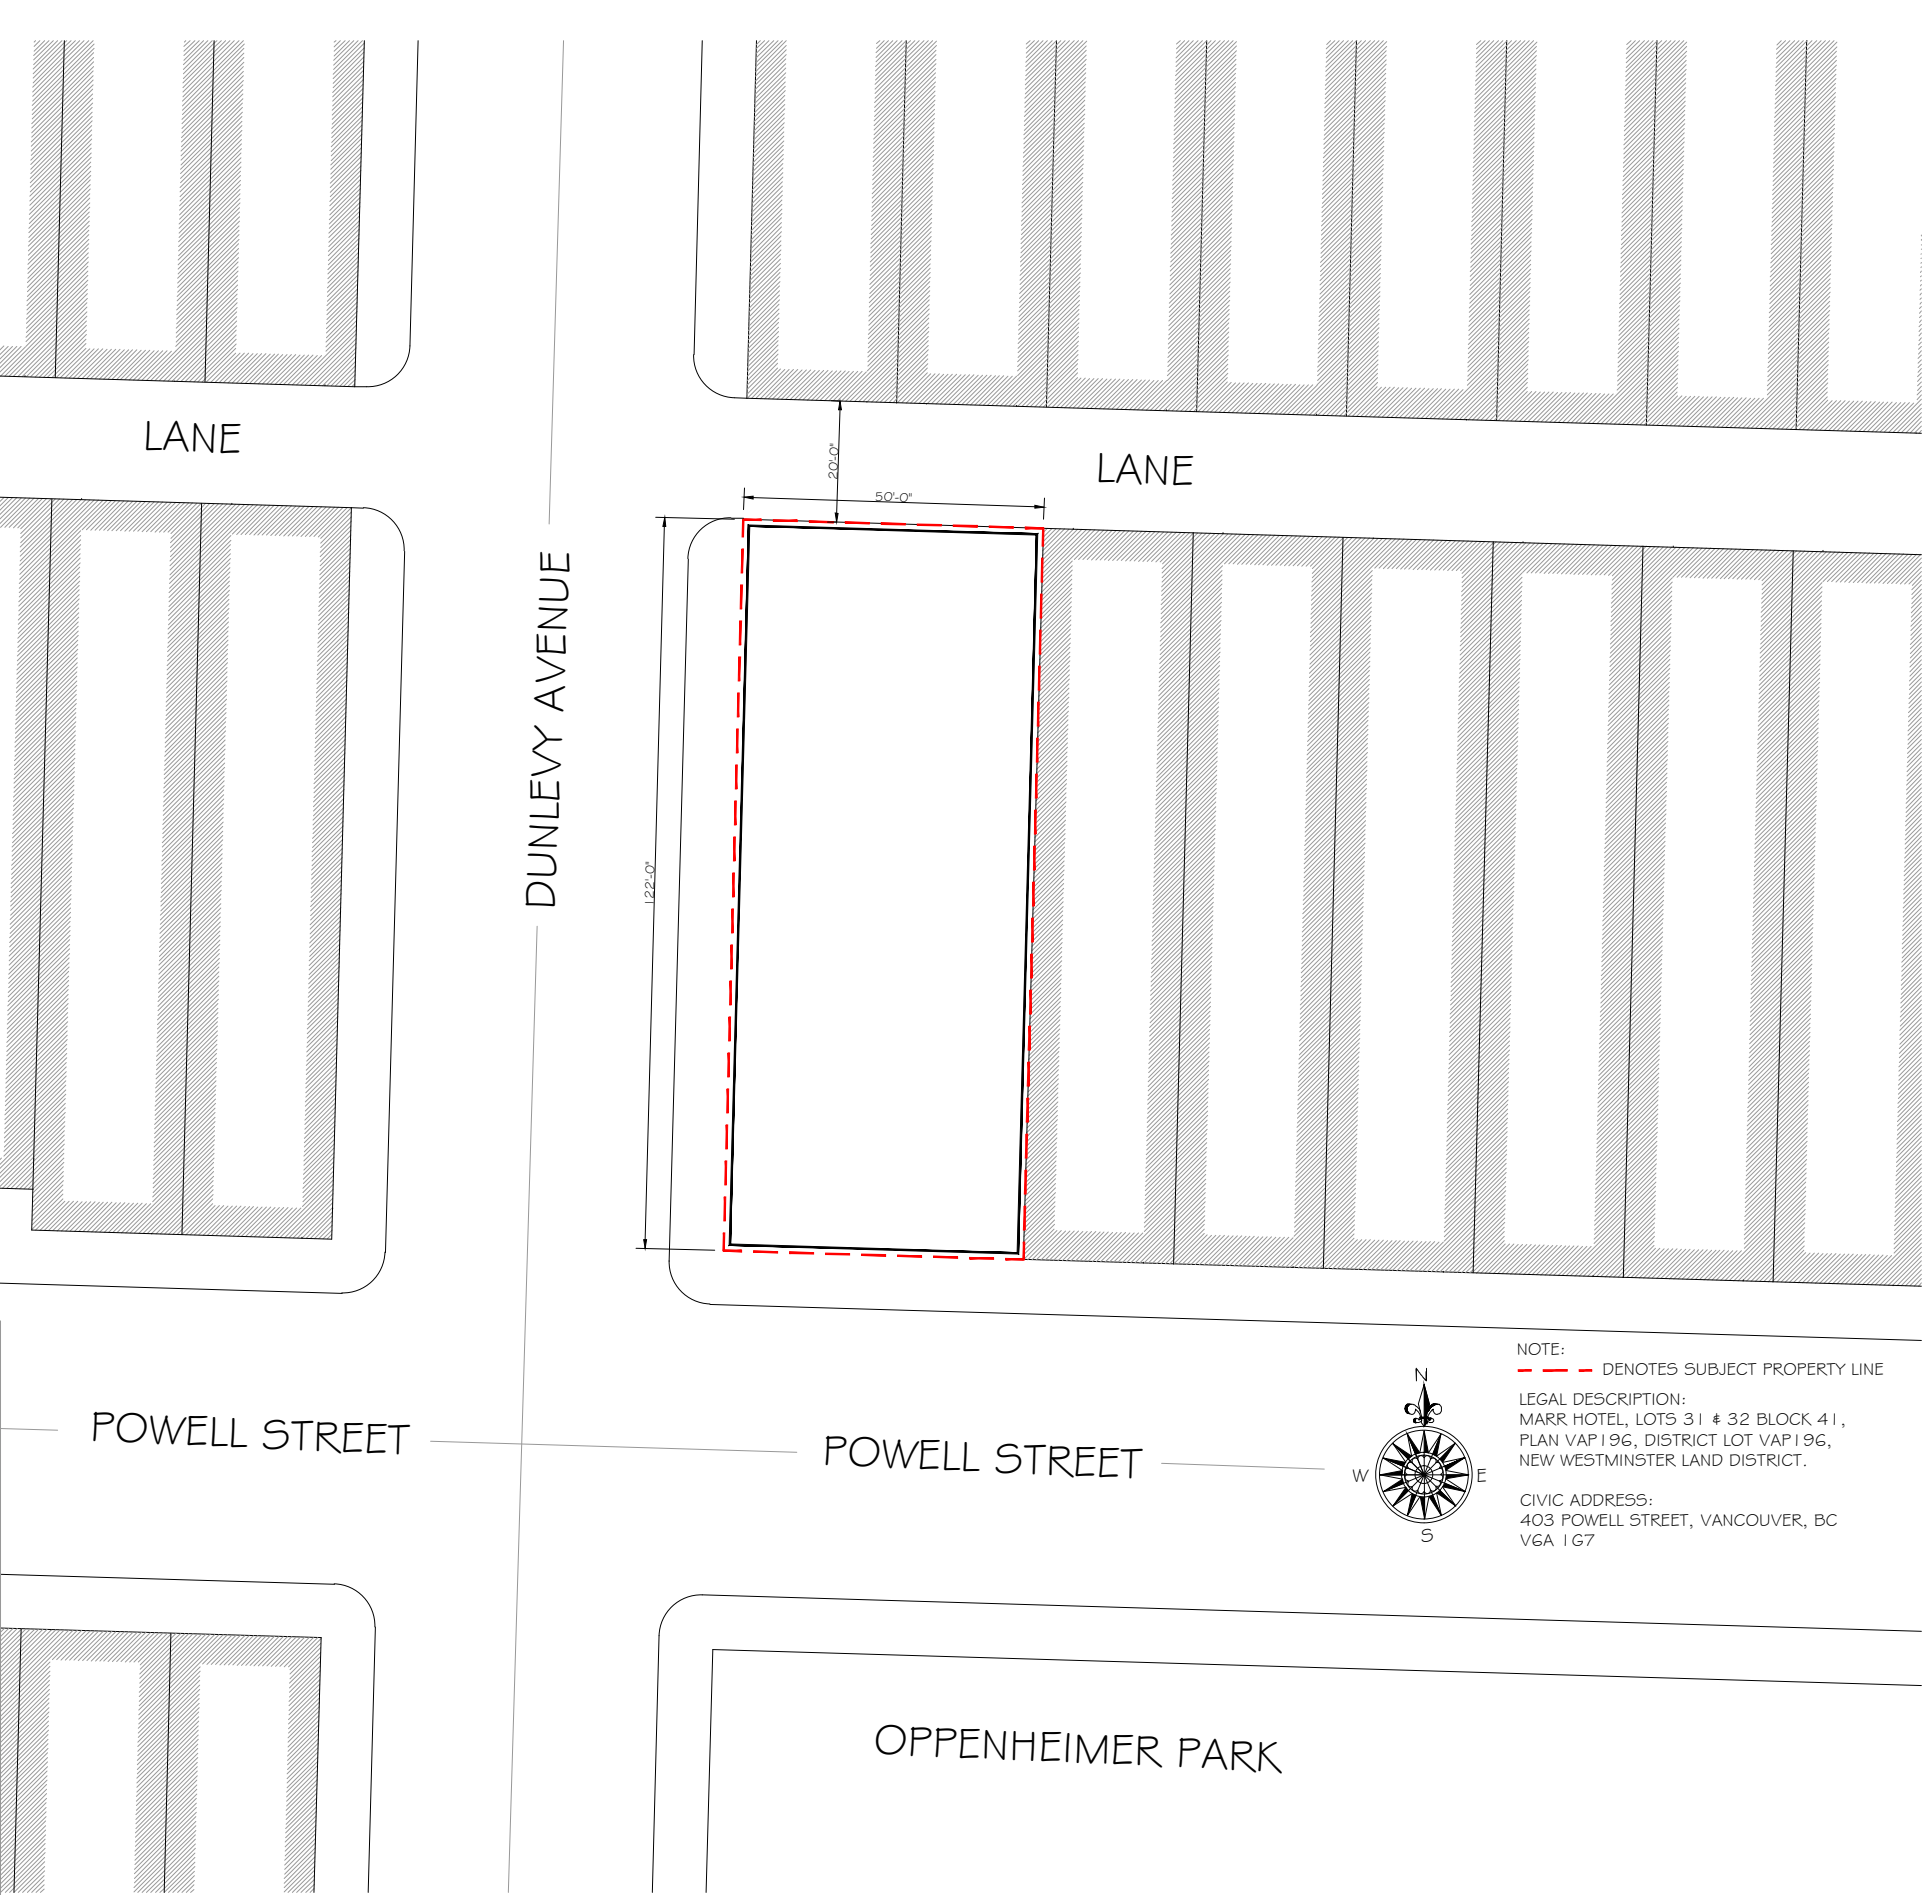 LANE
LANE
20'-0"
50'-0"
DUNLEVY AVENUE
122'-0"
NOTE:
DENOTES SUBJECT PROPERTY LINE
LEGAL DESCRIPTION:
MARR HOTEL, LOTS 31 & 32 BLOCK 41,
PLAN VAP196, DISTRICT LOT VAP196,
NEW WESTMINSTER LAND DISTRICT.
CIVIC ADDRESS:
403 POWELL STREET, VANCOUVER, BC
V6A 1G7
N
W
E
S
POWELL STREET
POWELL STREET
OPPENHEIMER PARK